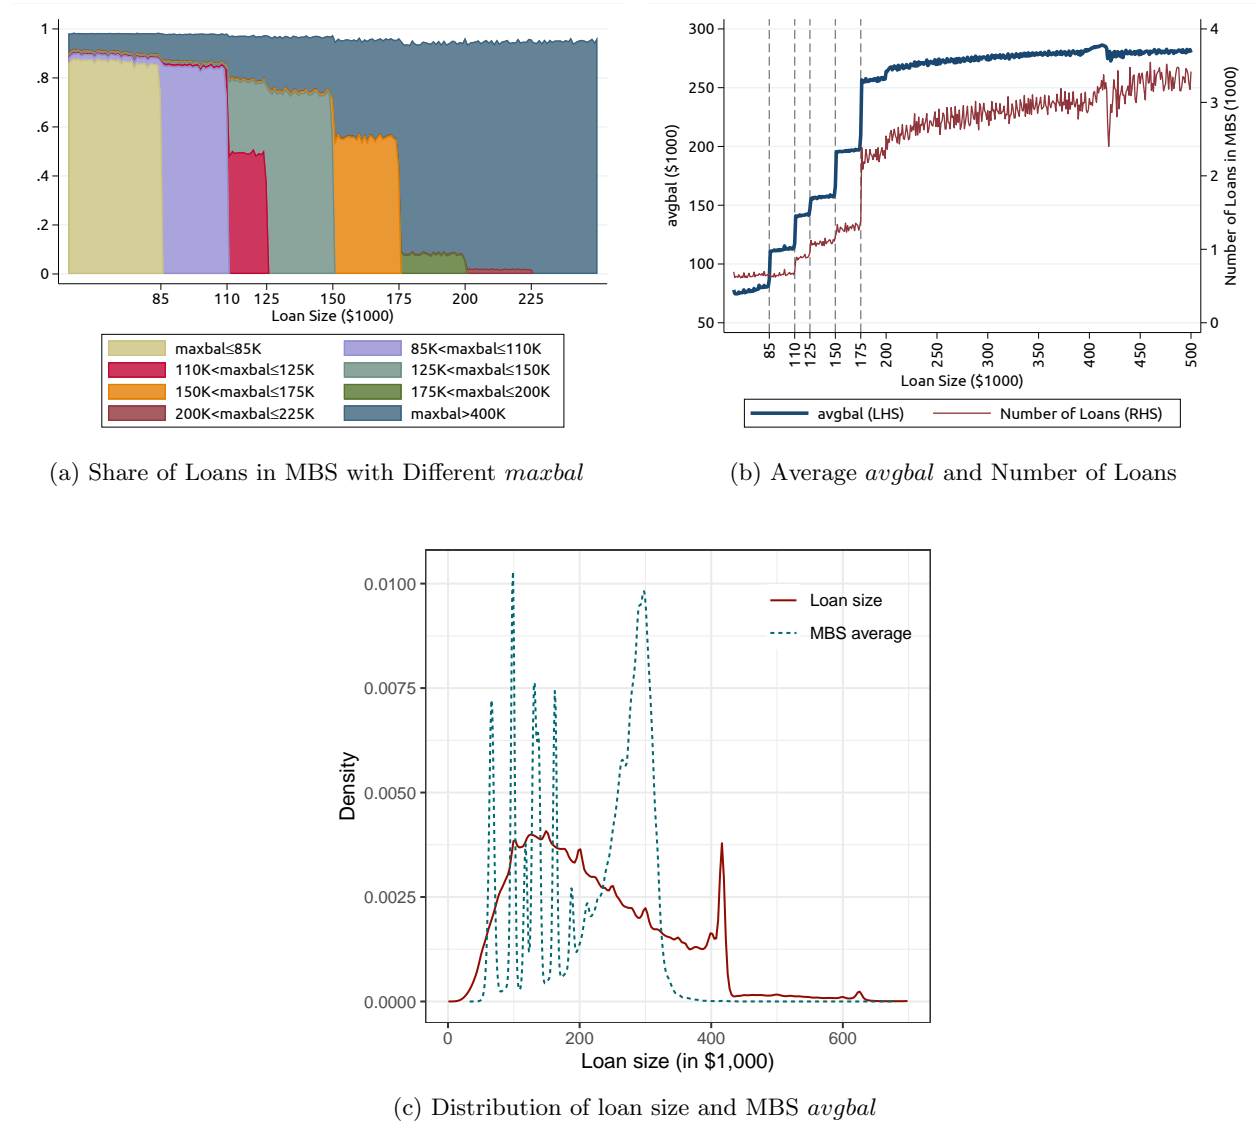 1
.8
.6
.4
.2
0
85 110 125 150 175 200 225
Loan Size ($1000)
maxbal≤85K
85K<maxbal≤110K
110K<maxbal≤125K
125K<maxbal≤150K
150K<maxbal≤175K
175K<maxbal≤200K
200K<maxbal≤225K
maxbal>400K
(a) Share of Loans in MBS with Different maxbal
avgbal ($1000)
300
250
200
150
100
50
4
3
2
1
0
Number of Loans in MBS (1000)
85 110 125 150 175 200 250 300 350 400 450 500
Loan Size ($1000)
avgbal (LHS)
Number of Loans (RHS)
(b) Average avgbal and Number of Loans
Density
0.0100
0.0075
0.0050
0.0025
0.0000
Loan size
MBS average
0 200 400 600
Loan size (in $1,000)
(c) Distribution of loan size and MBS avgbal